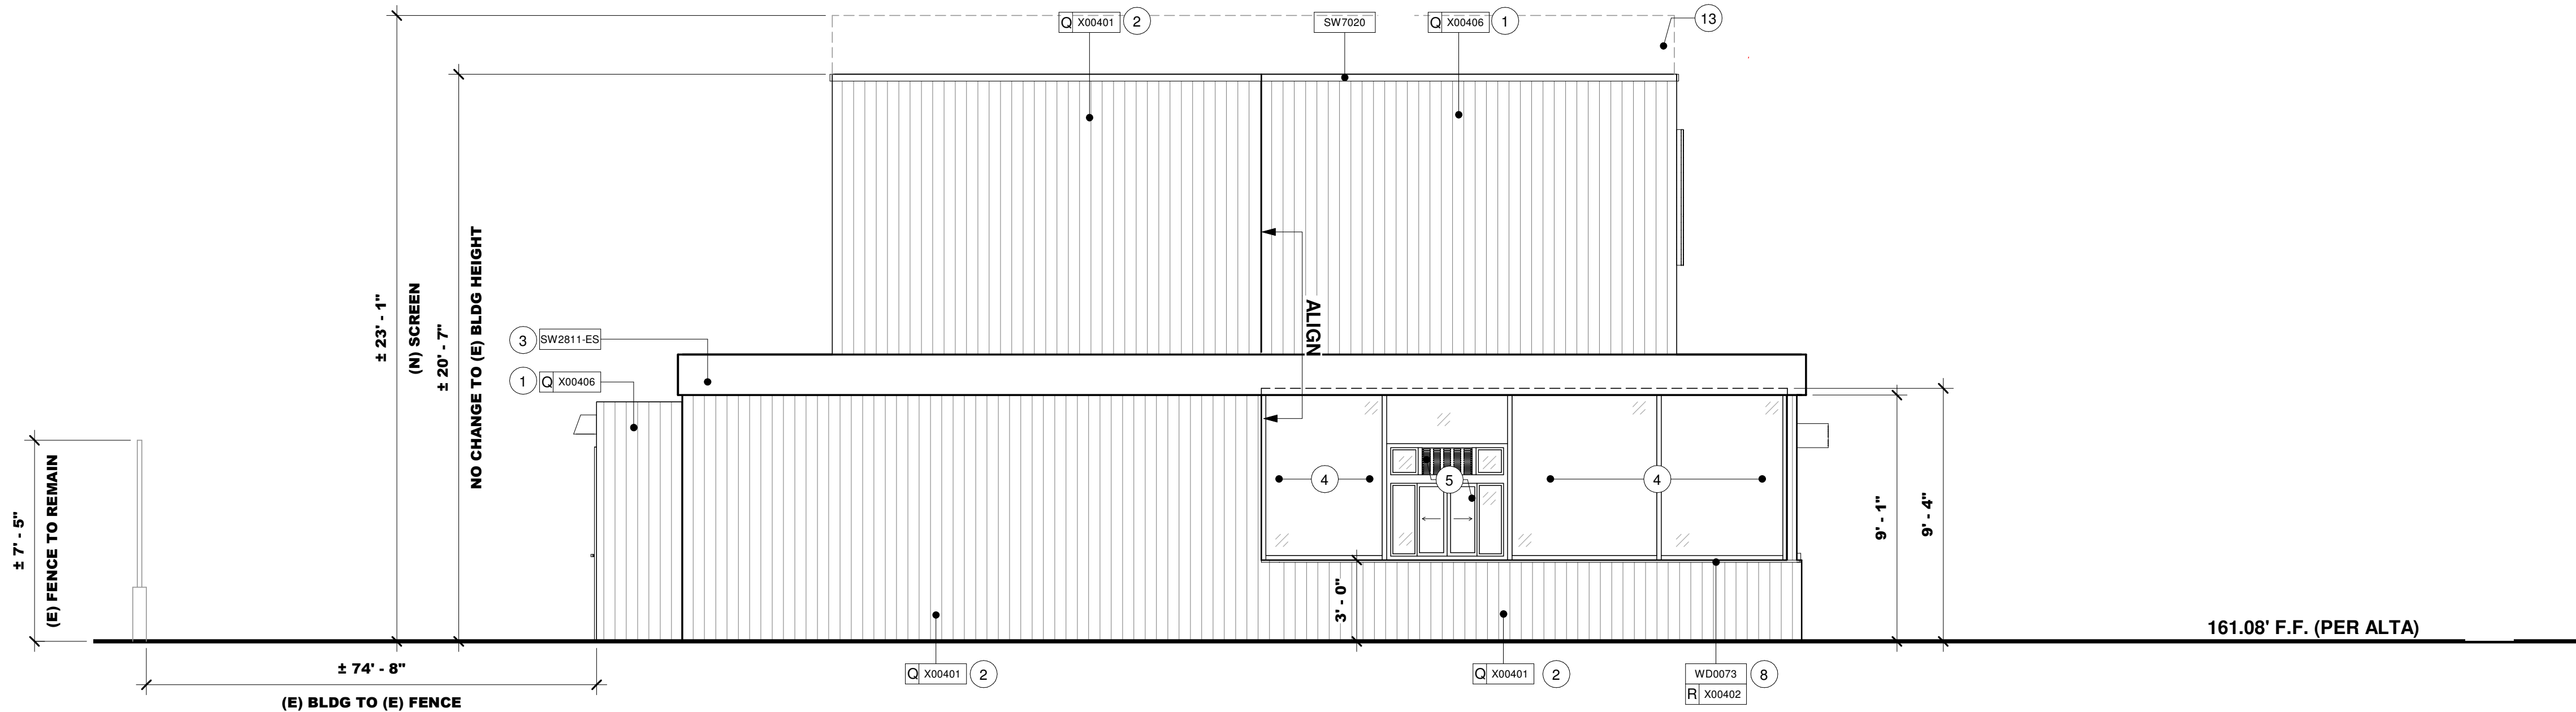 Q X00401 2
SW7020
Q X00406 1
13
± 23' - 1"
(N) SCREEN
± 20' - 7"
NO CHANGE TO (E) BLDG HEIGHT
ALIGN
3 SW2811-ES
1 Q X00406
± 7' - 5"
(E) FENCE TO REMAIN
4
5
4
9' - 1"
9' - 4"
3' - 0"
161.08' F.F. (PER ALTA)
± 74' - 8"
(E) BLDG TO (E) FENCE
Q X00401 2
Q X00401 2
WD0073 8
R X00402